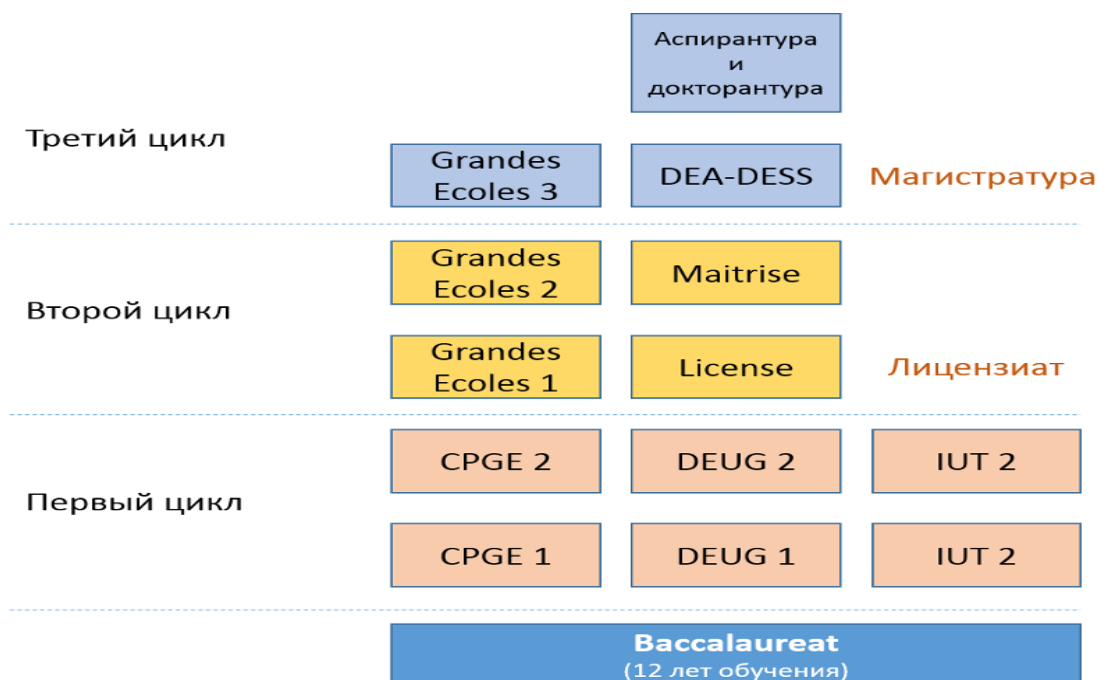 Аспирантура
и
докторантура
Третий цикл
Grandes
Ecoles 3
DEA-DESS
Магистратура
Grandes
Ecoles 2
Maitrise
Второй цикл
Grandes
Ecoles 1
License
Лицензиат
CPGE 2
DEUG 2
IUT 2
Первый цикл
CPGE 1
DEUG 1
IUT 2
Baccalaureat
(12 лет обучения)